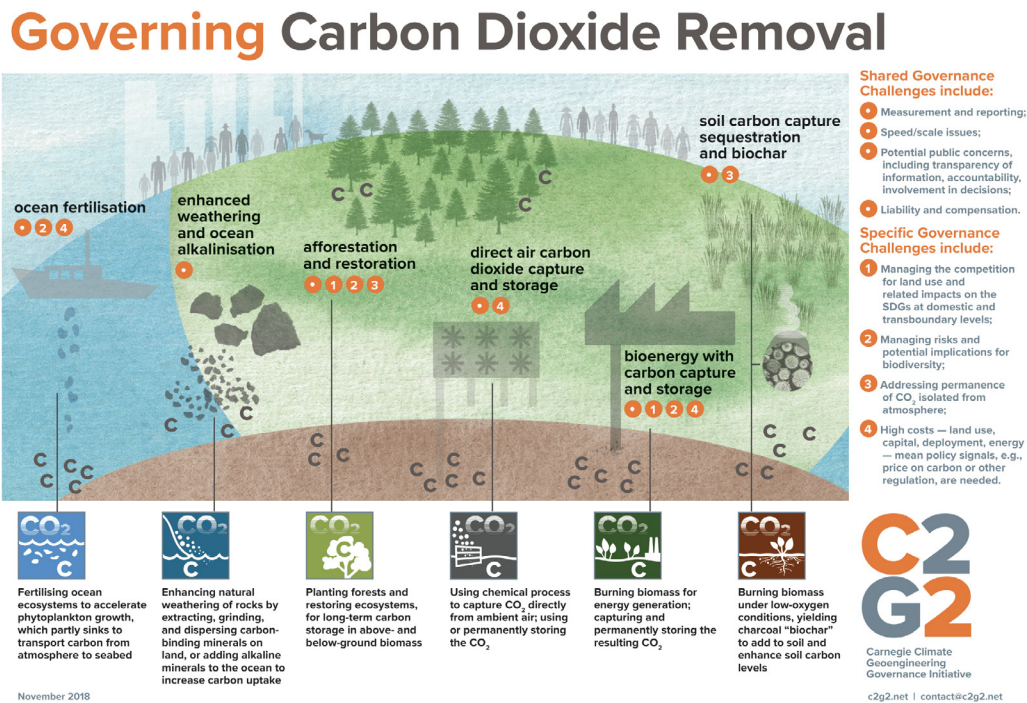 Governing Carbon Dioxide Removal
ocean fertilisation
• 2 4
enhanced
weathering
and ocean
alkalinisation
•
afforestation
and restoration
• 1 2 3
direct air carbon
dioxide capture
and storage
• 4
soil carbon capture
sequestration
and biochar
• 3
bioenergy with
carbon capture
and storage
• 1 2 4
C C C C
C C C C C C C C C C C C C C C C C C C C C C
Shared Governance
Challenges include:
• Measurement and reporting;
• Speed/scale issues;
• Potential public concerns,
including transparency of
information, accountability,
involvement in decisions;
• Liability and compensation.
Specific Governance
Challenges include:
1 Managing the competition
for land use and
related impacts on the
SDGs at domestic and
transboundary levels;
2 Managing risks and
potential implications for
biodiversity;
3 Addressing permanence
of CO2 isolated from
atmosphere;
4 High costs — land use,
capital, deployment, energy
— mean policy signals, e.g.,
price on carbon or other
regulation, are needed.
CO2
C
Fertilising ocean
ecosystems to accelerate
phytoplankton growth,
which partly sinks to
transport carbon from
atmosphere to seabed
CO2
C
Enhancing natural
weathering of rocks by
extracting, grinding,
and dispersing carbon-
binding minerals on
land, or adding alkaline
minerals to the ocean to
increase carbon uptake
CO2
C
Planting forests and
restoring ecosystems,
for long-term carbon
storage in above- and
below-ground biomass
CO2
C
Using chemical process
to capture CO2 directly
from ambient air; using
or permanently storing
the CO2
CO2
C
Burning biomass for
energy generation;
capturing and
permanently storing the
resulting CO2
CO2
C
Burning biomass
under low-oxygen
conditions, yielding
charcoal “biochar”
to add to soil and
enhance soil carbon
levels
C2
G2
Carnegie Climate
Geoengineering
Governance Initiative
November 2018
c2g2.net | contact@c2g2.net